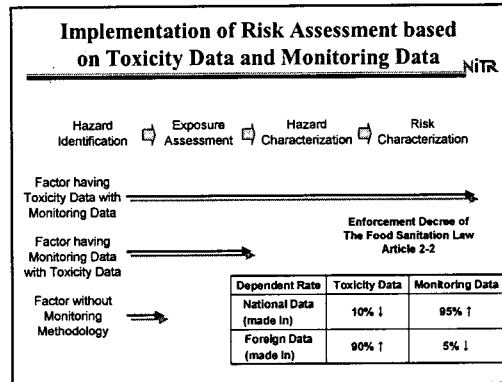 Implementation of Risk Assessment based
on Toxicity Data and Monitoring Data
NiTR
Hazard Identification Exposure Assessment Hazard Characterization Risk Characterization
Factor having
Toxicity Data with
Monitoring Data
Enforcement Decree of
The Food Sanitation Law
Article 2-2
Factor having
Monitoring Data
with Toxicity Data
Factor without
Monitoring
Methodology
Dependent Rate Toxicity Data Monitoring Data
National Data (made in) 10% ↓ 95% ↑
Foreign Data (made in) 90% ↑ 5% ↓